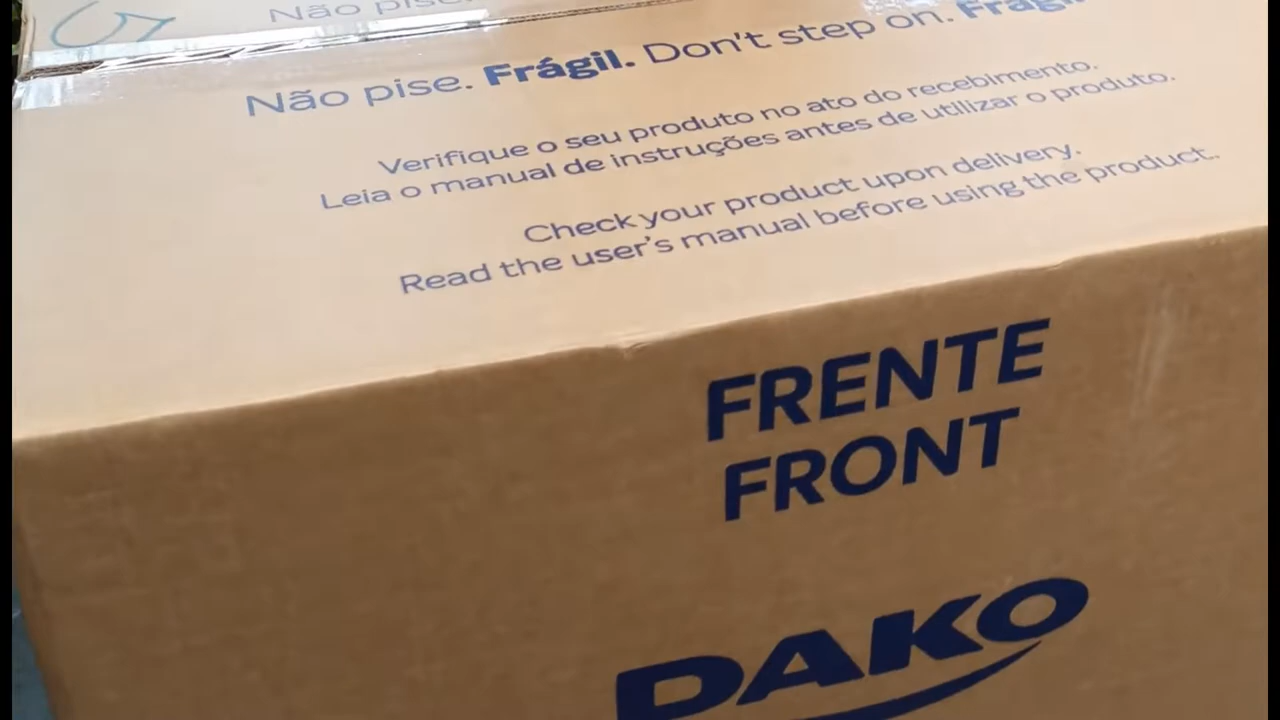 Não pise.
Não pise. Frágil. Don't step on. Frágil.
Verifique o seu produto no ato do recebimento.
Leia o manual de instruções antes de utilizar o produto.
Check your product upon delivery.
Read the user's manual before using the product.
FRENTE
FRONT
DAKO